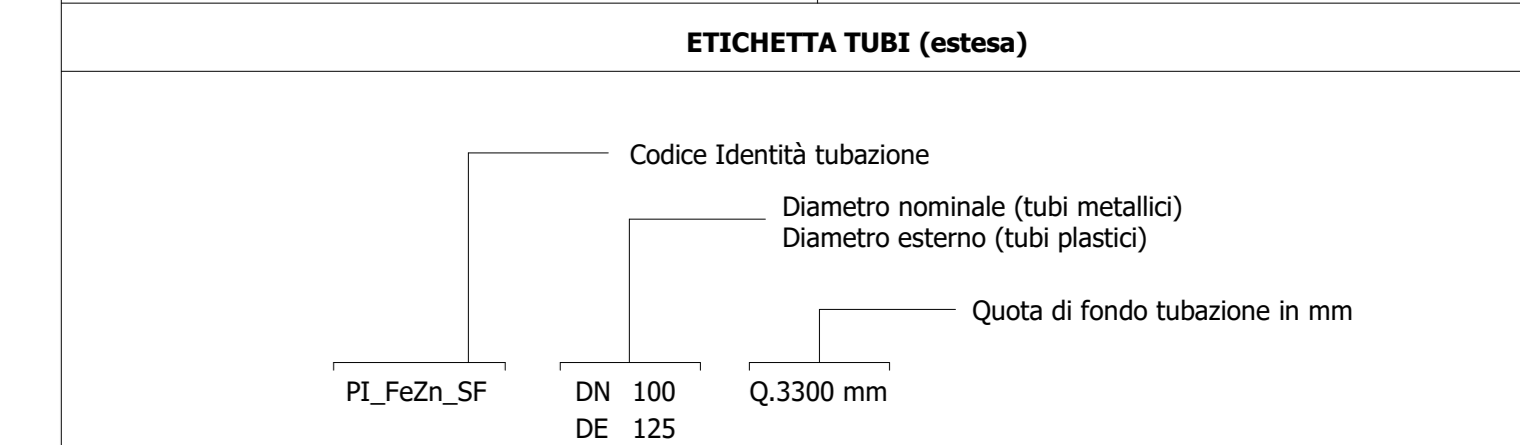 ETICHETTA TUBI (estesa)
Codice Identità tubazione
Diametro nominale (tubi metallici)
Diametro esterno (tubi plastici)
Quota di fondo tubazione in mm
PI_FeZn_SF DN 100 Q.3300 mm
DE 125